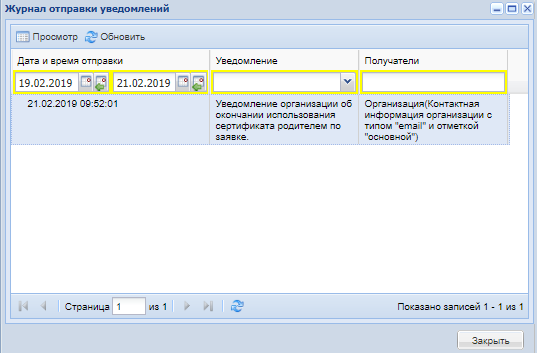 Журнал отправки уведомлений
Просмотр Обновить
Дата и время отправки Уведомление Получатели
19.02.2019 21.02.2019
21.02.2019 09:52:01
Уведомление организации об
окончании использования
сертификата родителем по
заявке.
Организация(Контактная
информация организации с
типом "email" и отметкой
"основной")
Страница 1 из 1
Показано записей 1 - 1 из 1
Закрыть